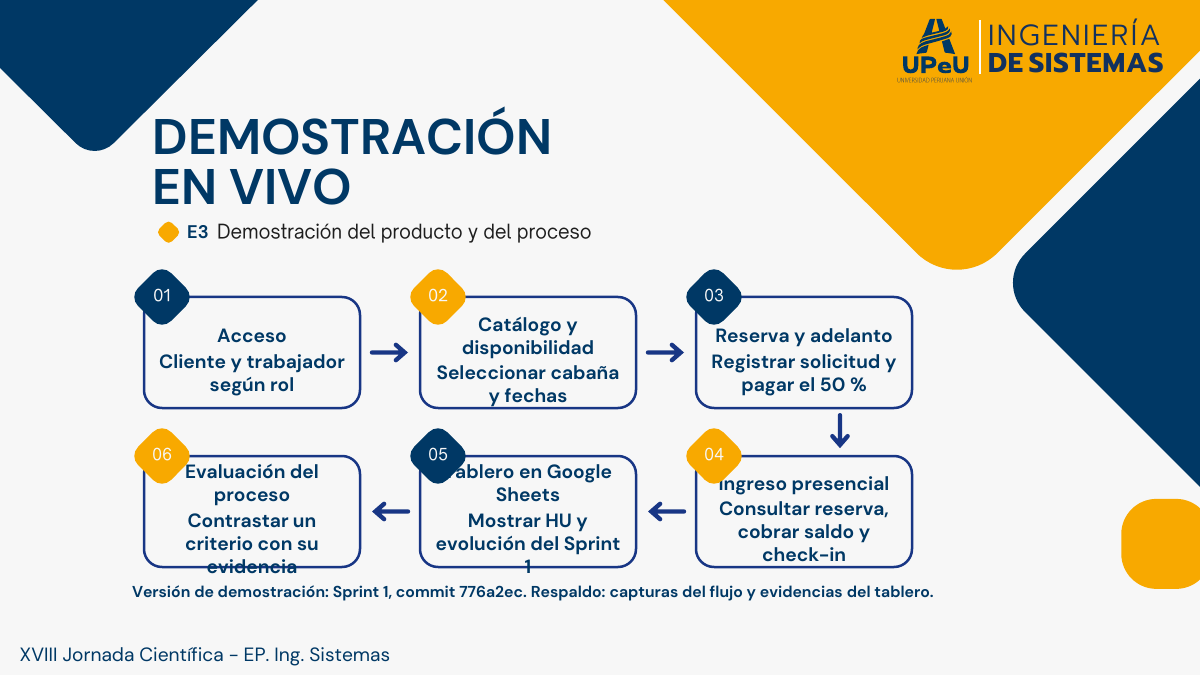 UPeU
UNIVERSIDAD PERUANA UNIÓN
INGENIERÍA
DE SISTEMAS
DEMOSTRACIÓN
EN VIVO
E3 Demostración del producto y del proceso
01
Acceso
Cliente y trabajador
según rol
02
Catálogo y
disponibilidad
Seleccionar cabaña
y fechas
03
Reserva y adelanto
Registrar solicitud y
pagar el 50 %
06
Evaluación del
proceso
Contrastar un
criterio con su
evidencia
05
Tablero en Google
Sheets
Mostrar HU y
evolución del Sprint
1
04
Ingreso presencial
Consultar reserva,
cobrar saldo y
check-in
Versión de demostración: Sprint 1, commit 776a2ec. Respaldo: capturas del flujo y evidencias del tablero.
XVIII Jornada Científica - EP. Ing. Sistemas